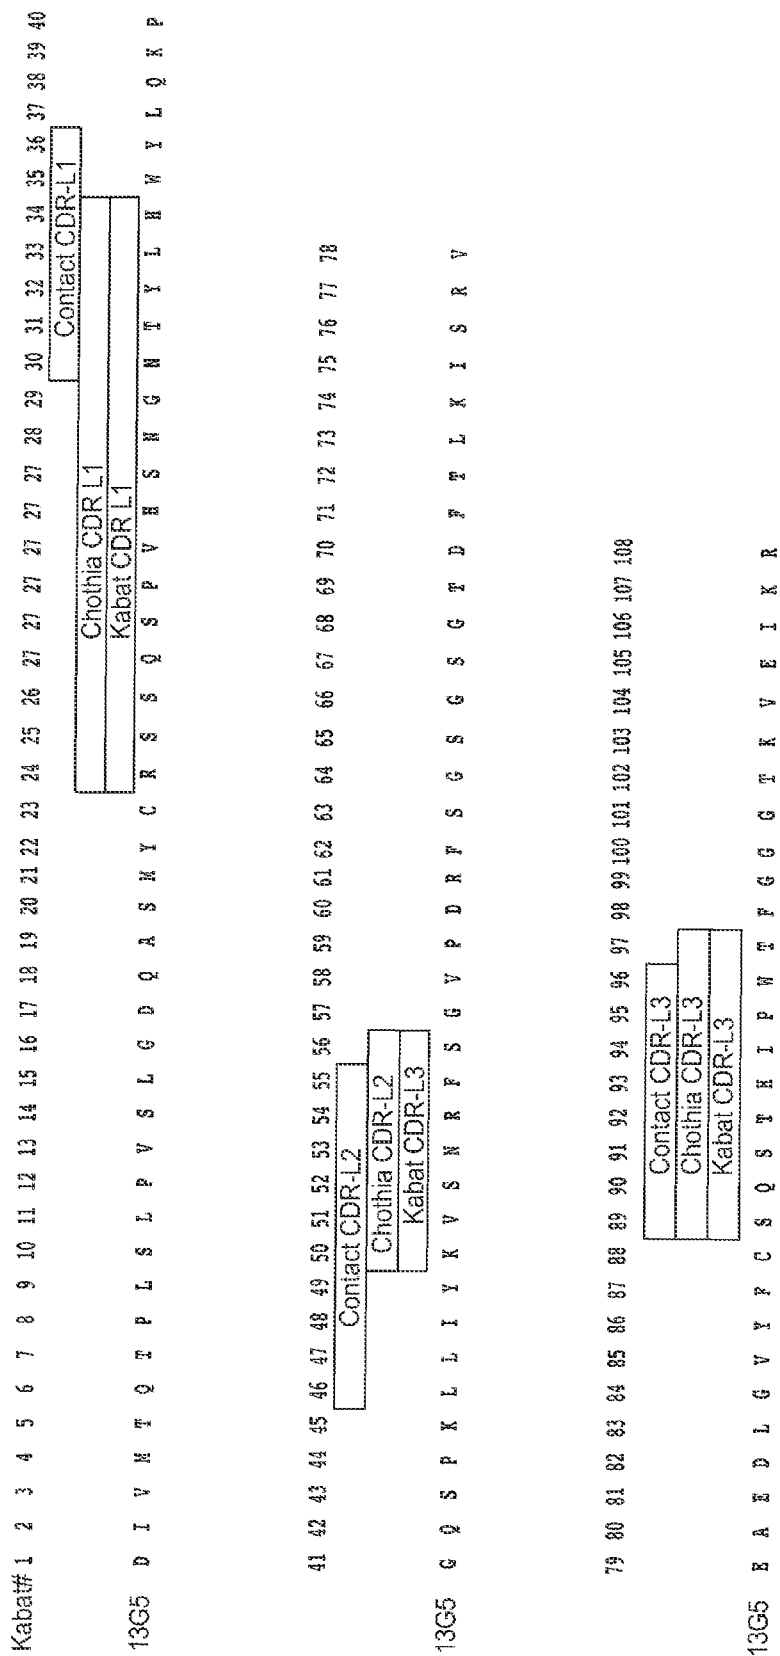 Kabat# 1 2 3 4 5 6 7 8 9 10 11 12 13 14 15 16 17 18 19 20 21 22 23 24 25 26 27 27 27 27 27 27 28 29 30 31 32 33 34 35 36 37 38 39 40
Contact CDR-L1
Chothia CDR L1
Kabat CDR L1
13G5 D I V M T Q T P L S L P V S L G D Q A S M Y C R S S Q S P V H S N G N T Y L H W Y L Q K P
41 42 43 44 45 46 47 48 49 50 51 52 53 54 55 56 57 58 59 60 61 62 63 64 65 66 67 68 69 70 71 72 73 74 75 76 77 78
Contact CDR-L2
Chothia CDR-L2
Kabat CDR-L3
13G5 G Q S P K L L I Y K V S N R F S G V P D R F S G S G S G T D F T L K I S R V
79 80 81 82 83 84 85 86 87 88 89 90 91 92 93 94 95 96 97 98 99 100 101 102 103 104 105 106 107 108
Contact CDR-L3
Chothia CDR-L3
Kabat CDR-L3
13G5 E A E D L G V Y F C S Q S T H I P W T F G G G T K V E I K R